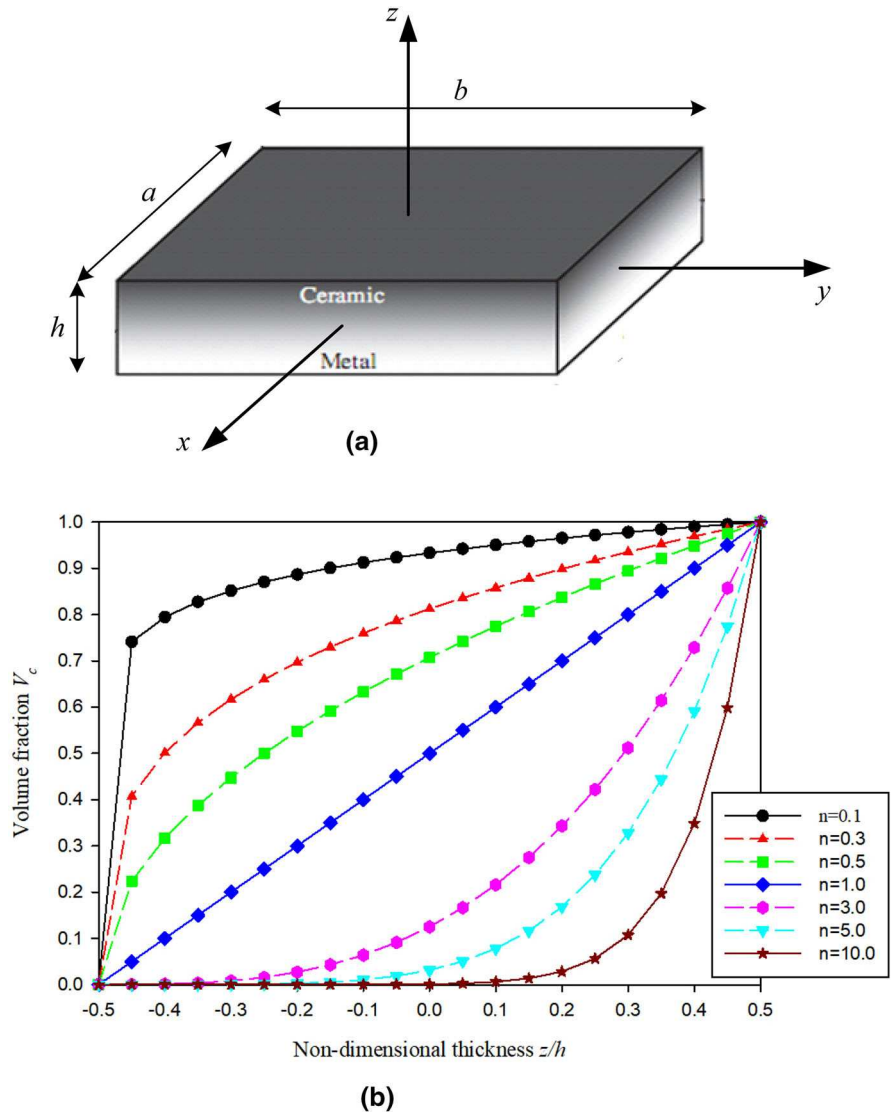 z
b
a
Ceramic
h
y
Metal
x
(a)
1.0
0.9
0.8
0.7
0.6
0.5
0.4
0.3
0.2
0.1
0.0
Volume fraction V_c
n=0.1
n=0.3
n=0.5
n=1.0
n=3.0
n=5.0
n=10.0
-0.5 -0.4 -0.3 -0.2 -0.1 0.0 0.1 0.2 0.3 0.4 0.5
Non-dimensional thickness z/h
(b)